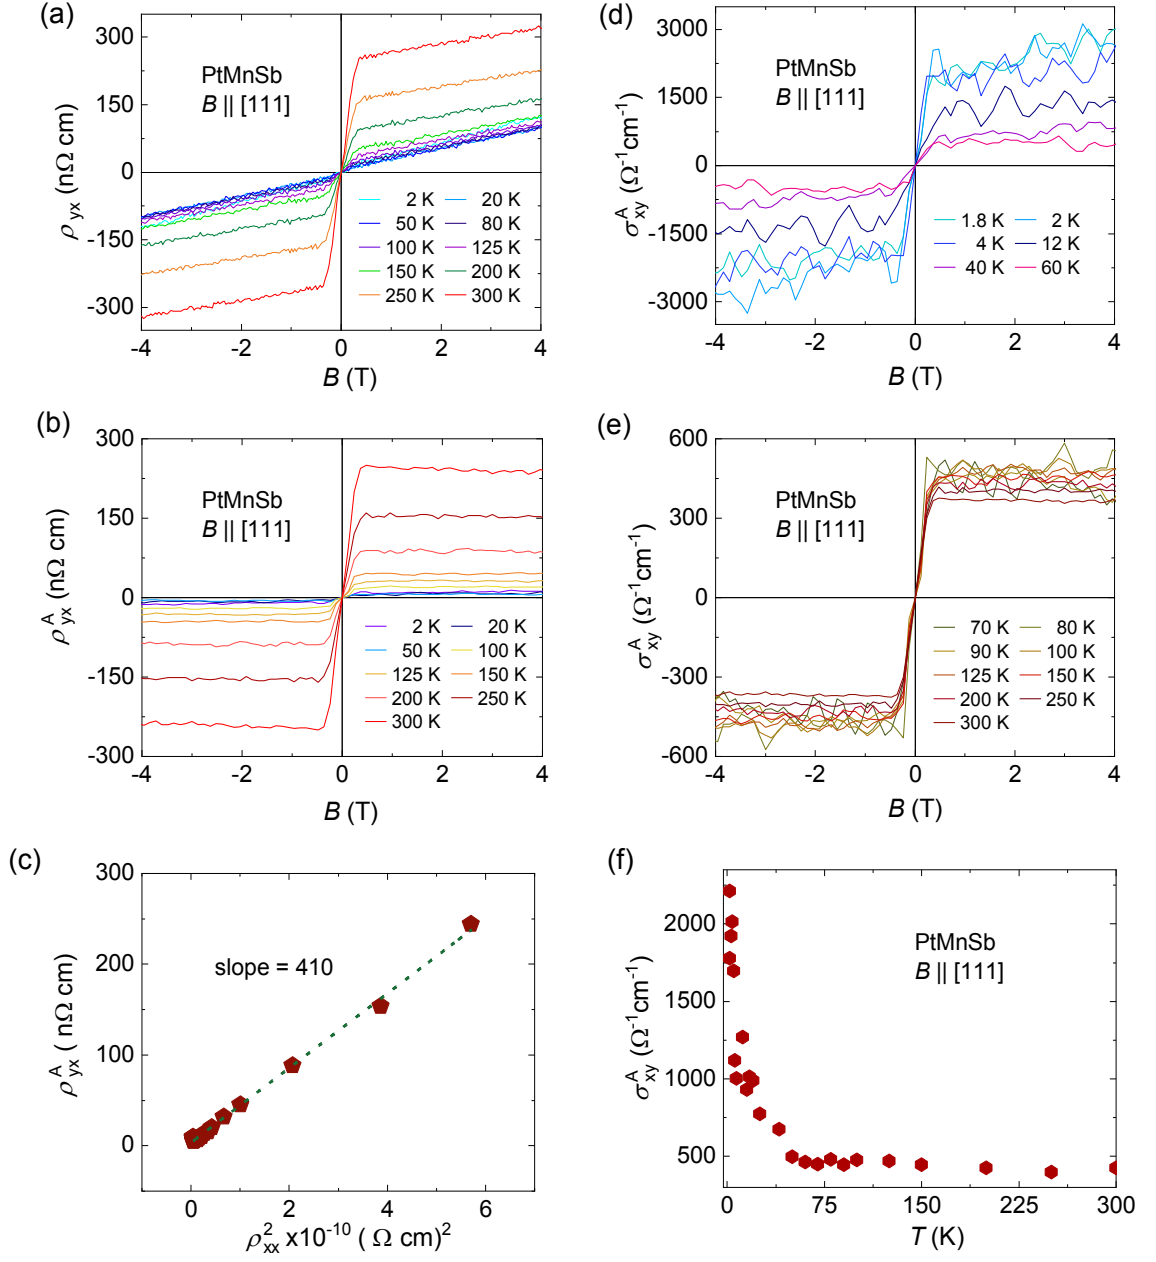 (a)
300
150
0
-150
-300
ρyx (nΩ cm)
PtMnSb
B || [111]
2 K 20 K
50 K 80 K
100 K 125 K
150 K 200 K
250 K 300 K
-4 -2 0 2 4
B (T)
(d)
3000
1500
0
-1500
-3000
σᴬxy (Ω⁻¹cm⁻¹)
PtMnSb
B || [111]
1.8 K 2 K
4 K 12 K
40 K 60 K
-4 -2 0 2 4
B (T)
(b)
300
150
0
-150
-300
ρᴬyx (nΩ cm)
PtMnSb
B || [111]
2 K 20 K
50 K 100 K
125 K 150 K
200 K 250 K
300 K
-4 -2 0 2 4
B (T)
(e)
600
300
0
-300
-600
σᴬxy (Ω⁻¹cm⁻¹)
PtMnSb
B || [111]
70 K 80 K
90 K 100 K
125 K 150 K
200 K 250 K
300 K
-4 -2 0 2 4
B (T)
(c)
300
200
100
0
ρᴬyx ( nΩ cm)
slope = 410
0 2 4 6
ρ²xx x10⁻¹⁰ ( Ω cm)²
(f)
2000
1500
1000
500
σᴬxy (Ω⁻¹cm⁻¹)
PtMnSb
B || [111]
0 75 150 225 300
T (K)